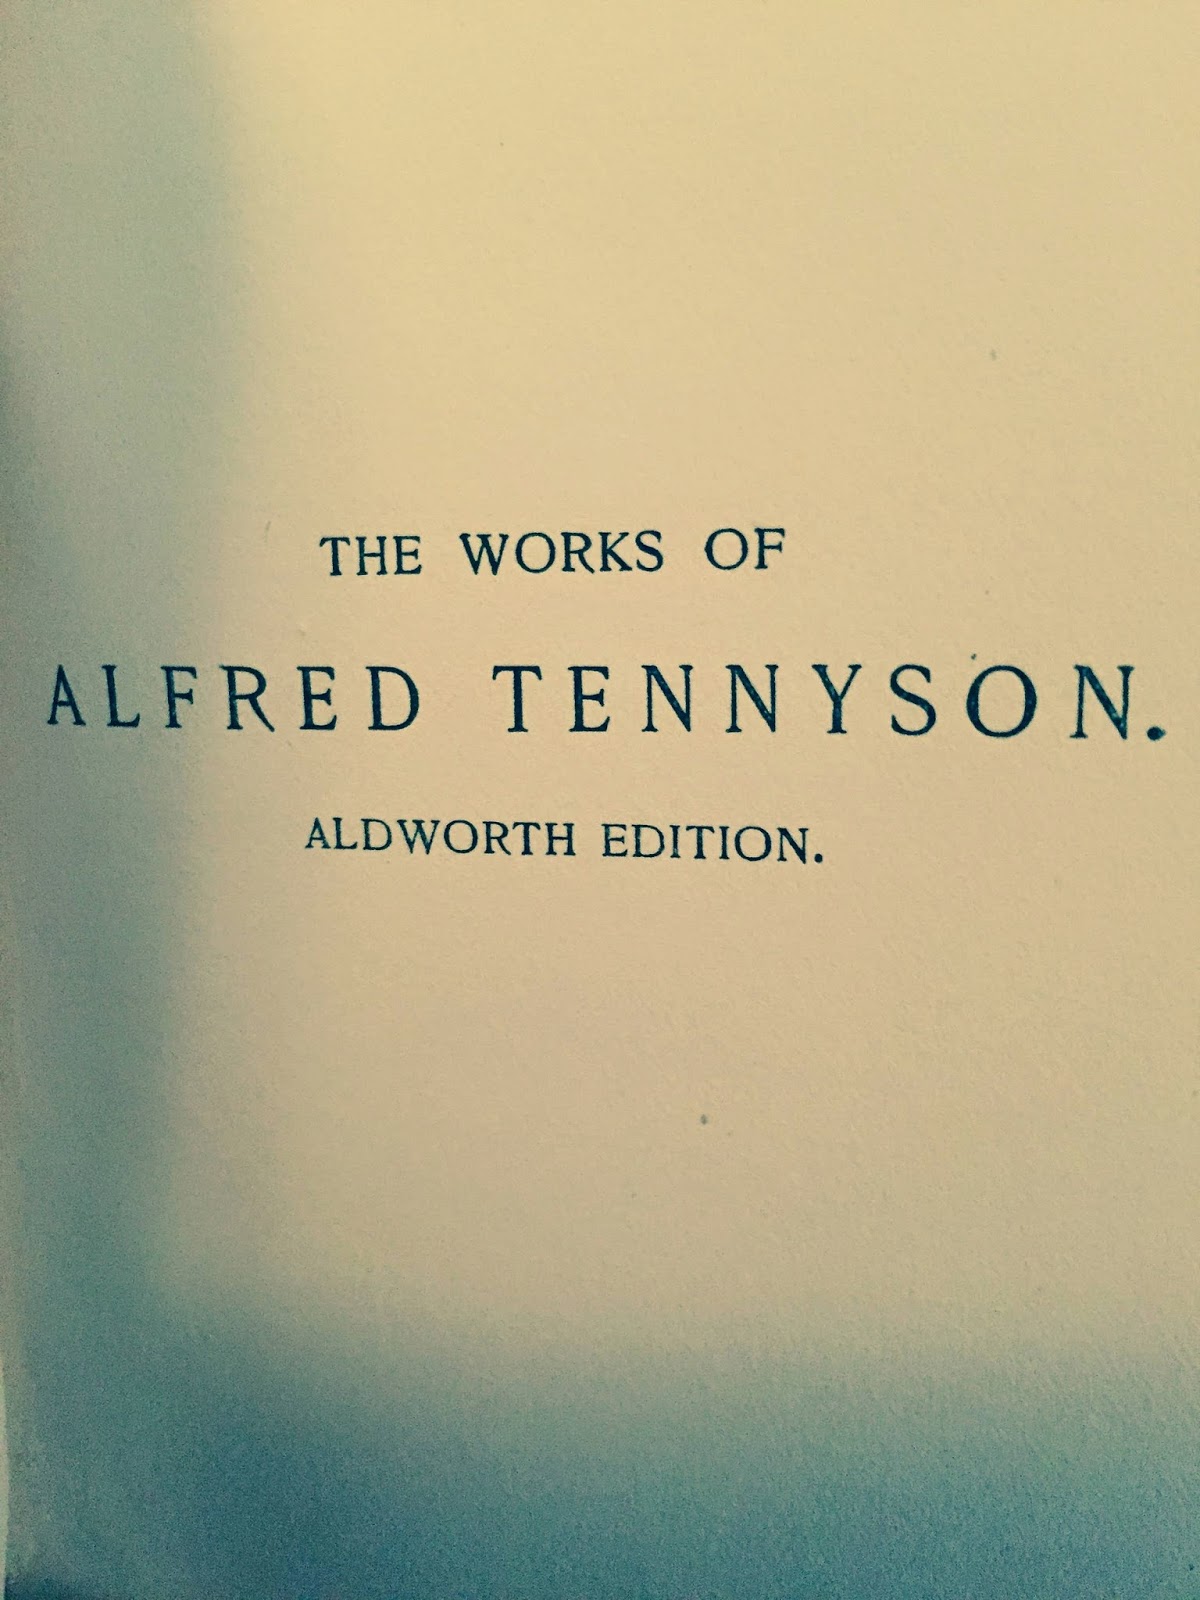 THE WORKS OF
ALFRED TENNYSON.
ALDWORTH EDITION.